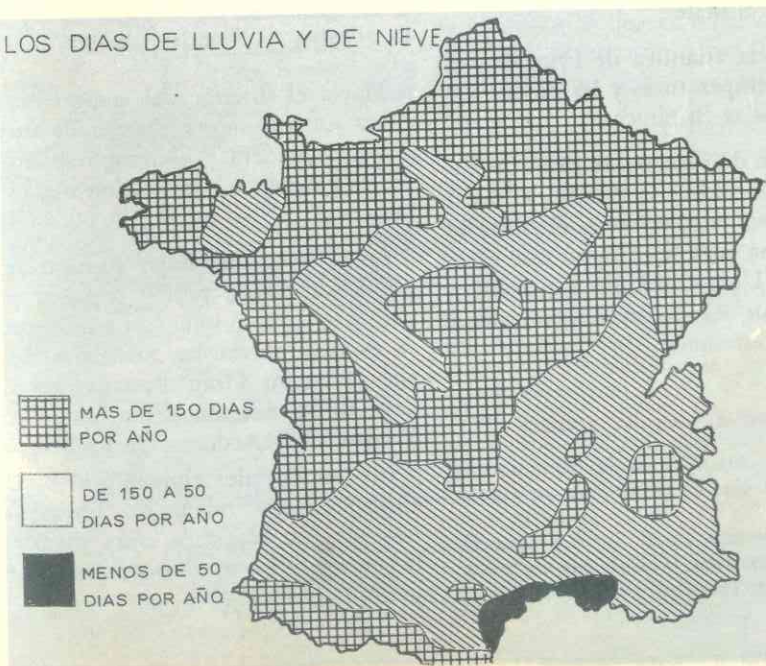 LOS DIAS DE LLUVIA Y DE NIEVE
MAS DE 150 DIAS
POR AÑO
DE 150 A 50
DIAS POR AÑO
MENOS DE 50
DIAS POR AÑO